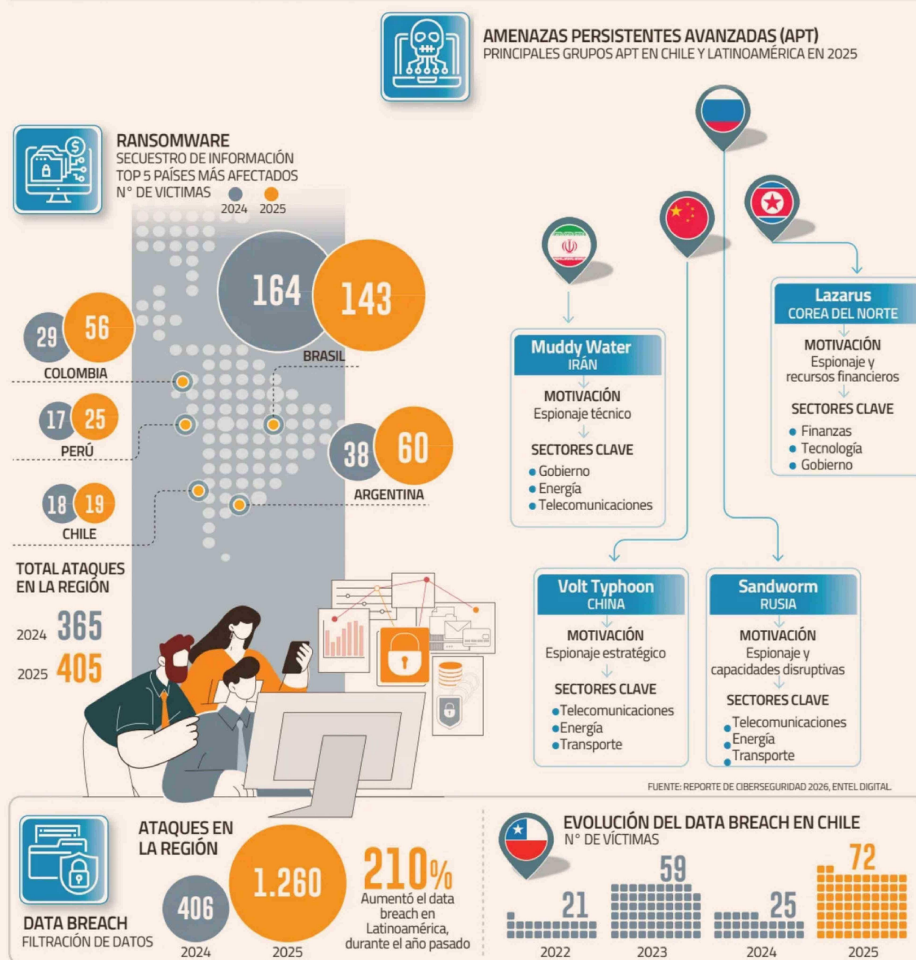 AMENAZAS PERSISTENTES AVANZADAS (APT)
PRINCIPALES GRUPOS APT EN CHILE Y LATINOAMÉRICA EN 2025
RANSOMWARE
SECUESTRO DE INFORMACIÓN
TOP 5 PAÍSES MÁS AFECTADOS
N° DE VICTIMAS
2024
2025
164
143
BRASIL
29
56
COLOMBIA
17
25
PERÚ
38
60
ARGENTINA
18
19
CHILE
TOTAL ATAQUES
EN LA REGIÓN
2024 365
2025 405
Muddy Water
IRÁN
MOTIVACIÓN
Espionaje técnico
SECTORES CLAVE
• Gobierno
• Energía
• Telecomunicaciones
Lazarus
COREA DEL NORTE
MOTIVACIÓN
Espionaje y
recursos financieros
SECTORES CLAVE
• Finanzas
• Tecnología
• Gobierno
Volt Typhoon
CHINA
MOTIVACIÓN
Espionaje estratégico
SECTORES CLAVE
• Telecomunicaciones
• Energía
• Transporte
Sandworm
RUSIA
MOTIVACIÓN
Espionaje y
capacidades disruptivas
SECTORES CLAVE
• Telecomunicaciones
• Energía
• Transporte
FUENTE: REPORTE DE CIBERSEGURIDAD 2026, ENTEL DIGITAL.
DATA BREACH
FILTRACIÓN DE DATOS
ATAQUES EN
LA REGIÓN
406
2024
1.260
2025
210%
Aumentó el data
breach en
Latinoamérica,
durante el año pasado
EVOLUCIÓN DEL DATA BREACH EN CHILE
N° DE VÍCTIMAS
21
2022
59
2023
25
2024
72
2025